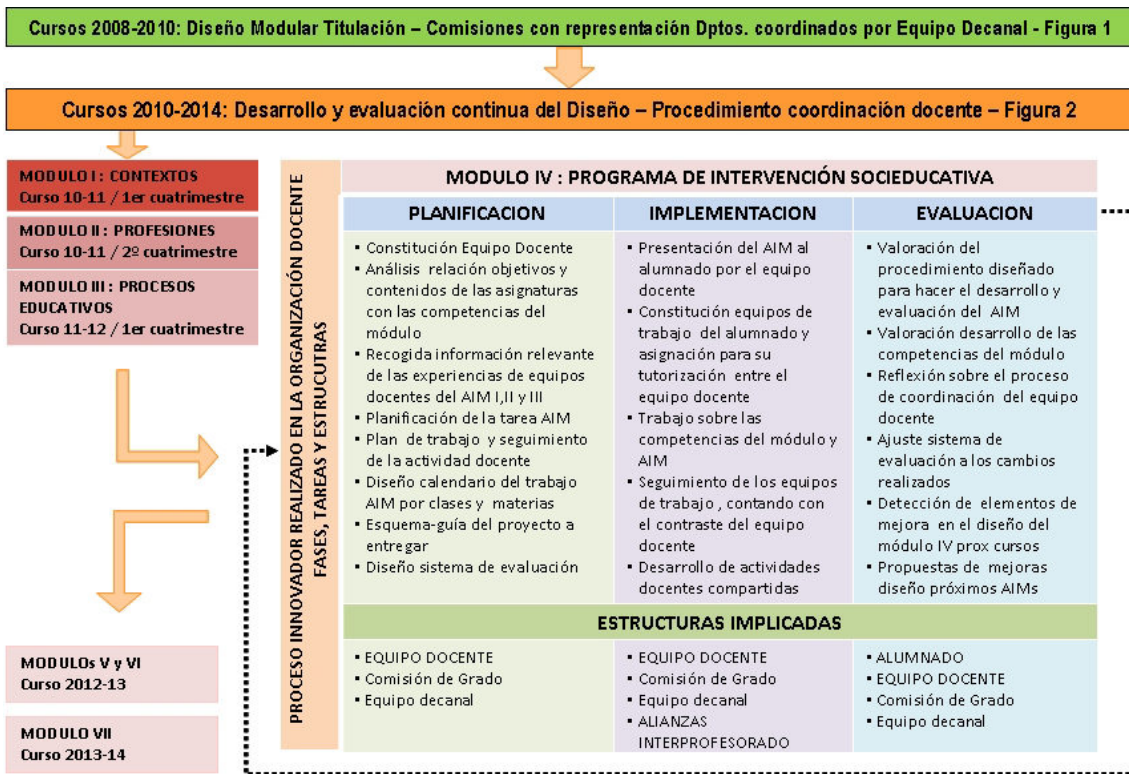 Cursos 2008-2010: Diseño Modular Titulación – Comisiones con representación Dptos. coordinados por Equipo Decanal - Figura 1
Cursos 2010-2014: Desarrollo y evaluación continua del Diseño – Procedimiento coordinación docente – Figura 2
MODULO I : CONTEXTOS
Curso 10-11 / 1er cuatrimestre
MODULO II : PROFESIONES
Curso 10-11 / 2º cuatrimestre
MODULO III : PROCESOS
EDUCATIVOS
Curso 11-12 / 1er cuatrimestre
MODULOs V y VI
Curso 2012-13
MODULO VII
Curso 2013-14
PROCESO INNOVADOR REALIZADO EN LA ORGANIZACIÓN DOCENTE
FASES, TAREAS Y ESTRUCUTRAS
MODULO IV : PROGRAMA DE INTERVENCIÓN SOCIEDUCATIVA
PLANIFICACION
▪ Constitución Equipo Docente
▪ Análisis relación objetivos y
contenidos de las asignaturas
con las competencias del
módulo
▪ Recogida información relevante
de las experiencias de equipos
docentes del AIM I,II y III
▪ Planificación de la tarea AIM
▪ Plan de trabajo y seguimiento
de la actividad docente
▪ Diseño calendario del trabajo
AIM por clases y materias
▪ Esquema-guía del proyecto a
entregar
▪ Diseño sistema de evaluación
IMPLEMENTACION
▪ Presentación del AIM al
alumnado por el equipo
docente
▪ Constitución equipos de
trabajo del alumnado y
asignación para su
tutorización entre el
equipo docente
▪ Trabajo sobre las
competencias del módulo y
AIM
▪ Seguimiento de los equipos
de trabajo , contando con
el contraste del equipo
docente
▪ Desarrollo de actividades
docentes compartidas
EVALUACION
▪ Valoración del
procedimiento diseñado
para hacer el desarrollo y
evaluación del AIM
▪ Valoración desarrollo de las
competencias del módulo
▪ Reflexión sobre el proceso
de coordinación del equipo
docente
▪ Ajuste sistema de
evaluación a los cambios
realizados
▪ Detección de elementos de
mejora en el diseño del
módulo IV prox cursos
▪ Propuestas de mejoras
diseño próximos AIMs
ESTRUCTURAS IMPLICADAS
▪ EQUIPO DOCENTE
▪ Comisión de Grado
▪ Equipo decanal
▪ EQUIPO DOCENTE
▪ Comisión de Grado
▪ Equipo decanal
▪ ALIANZAS
INTERPROFESORADO
▪ ALUMNADO
▪ EQUIPO DOCENTE
▪ Comisión de Grado
▪ Equipo decanal